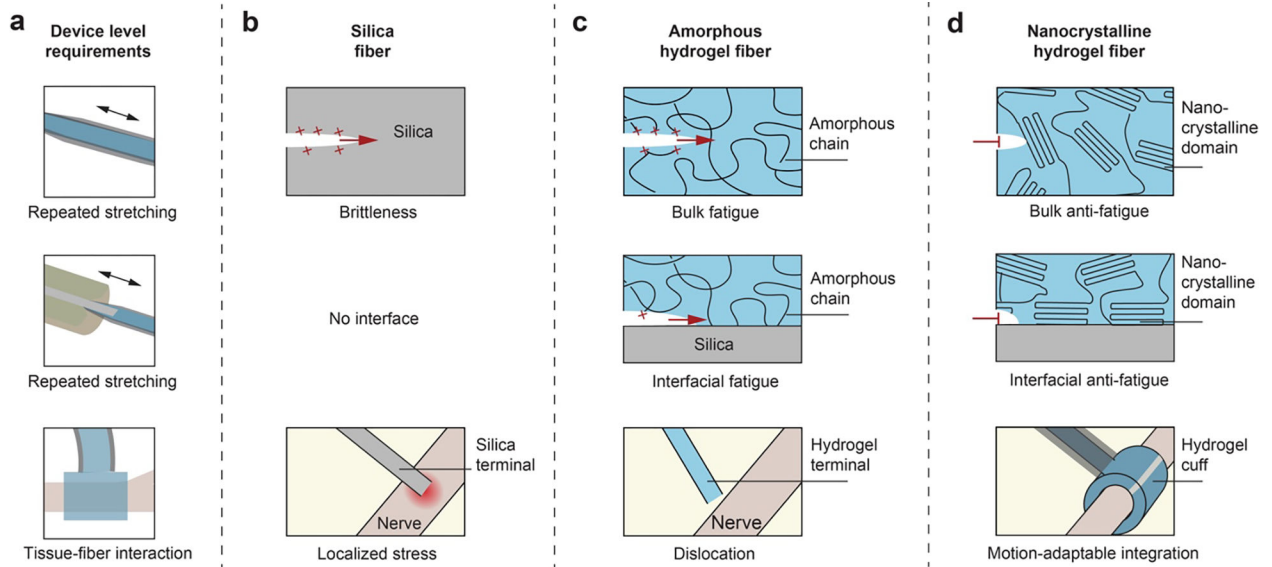 a
Device level
requirements
Repeated stretching
Repeated stretching
Tissue-fiber interaction
b
Silica
fiber
Silica
Brittleness
No interface
Silica
terminal
Nerve
Localized stress
c
Amorphous
hydrogel fiber
Amorphous
chain
Bulk fatigue
Amorphous
chain
Silica
Interfacial fatigue
Hydrogel
terminal
Nerve
Dislocation
d
Nanocrystalline
hydrogel fiber
Nano-
crystalline
domain
Bulk anti-fatigue
Nano-
crystalline
domain
Interfacial anti-fatigue
Hydrogel
cuff
Motion-adaptable integration